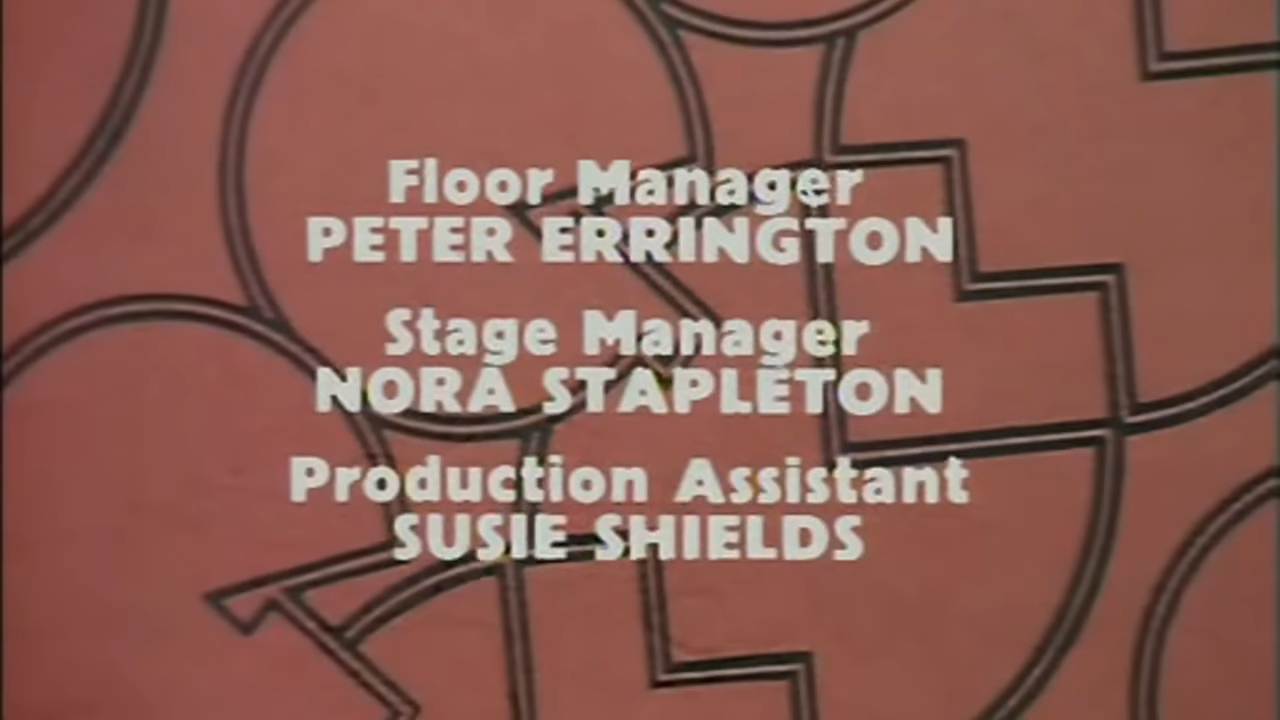 Floor Manager
PETER ERRINGTON
Stage Manager
NORA STAPLETON
Production Assistant
SUSIE SHIELDS